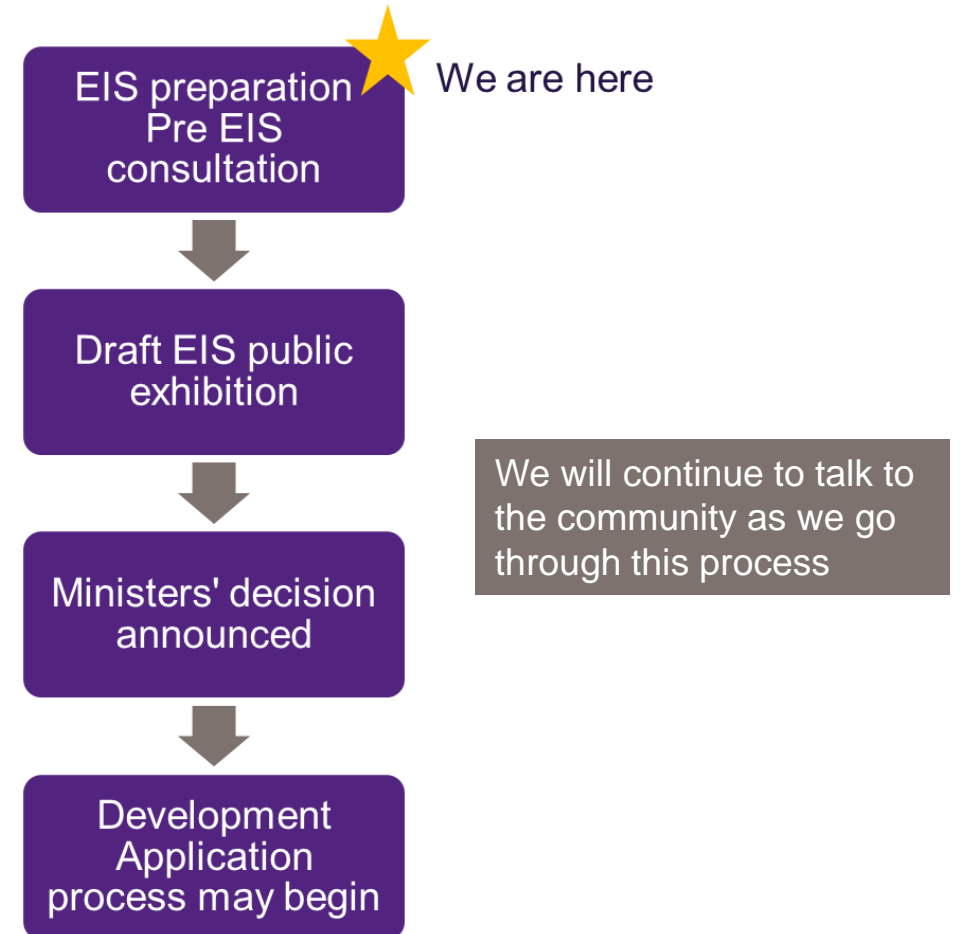 EIS preparation
Pre EIS
consultation
We are here
Draft EIS public
exhibition
We will continue to talk to
the community as we go
through this process
Ministers' decision
announced
Development
Application
process may begin